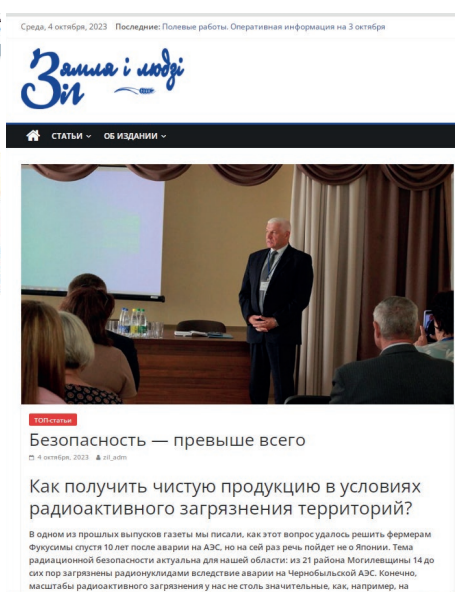 Среда, 4 октября, 2023 Последние: Полевые работы. Оперативная информация на 3 октября
Зямля і людзі
Зіл
СТАТЬИ ОБ ИЗДАНИИ
ТОП-статьи
Безопасность — превыше всего
4 октября, 2023 zil_adm
Как получить чистую продукцию в условиях
радиоактивного загрязнения территорий?
В одном из прошлых выпусков газеты мы писали, как этот вопрос удалось решить фермерам
Фукусимы спустя 10 лет после аварии на АЭС, но на сей раз речь пойдет не о Японии. Тема
радиационной безопасности актуальна для нашей области: из 21 района Могилевщины 14 до
сих пор загрязнены радионуклидами вследствие аварии на Чернобыльской АЭС. Конечно,
масштабы радиоактивного загрязнения у нас не столь значительные, как, например, на